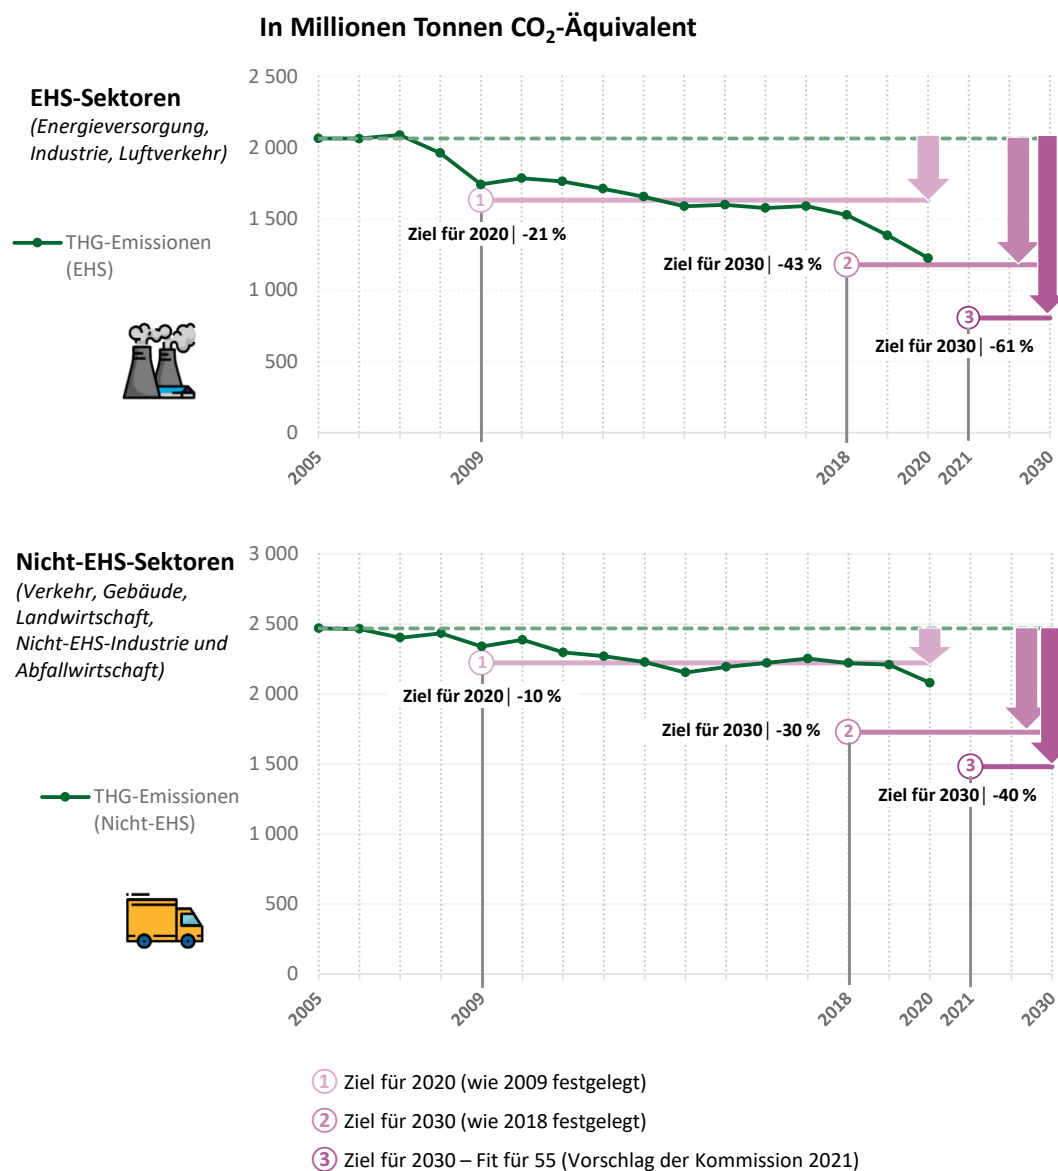 In Millionen Tonnen CO₂-Äquivalent
EHS-Sektoren
(Energieversorgung,
Industrie, Luftverkehr)
THG-Emissionen
(EHS)
2 500
2 000
1 500
1 000
500
0
1
Ziel für 2020 | -21 %
Ziel für 2030 | -43 %
2
3
Ziel für 2030 | -61 %
2005
2009
2018
2020
2021
2030
Nicht-EHS-Sektoren
(Verkehr, Gebäude,
Landwirtschaft,
Nicht-EHS-Industrie und
Abfallwirtschaft)
THG-Emissionen
(Nicht-EHS)
3 000
2 500
2 000
1 500
1 000
500
0
1
Ziel für 2020 | -10 %
Ziel für 2030 | -30 %
2
3
Ziel für 2030 | -40 %
2005
2009
2018
2020
2021
2030
1 Ziel für 2020 (wie 2009 festgelegt)
2 Ziel für 2030 (wie 2018 festgelegt)
3 Ziel für 2030 – Fit für 55 (Vorschlag der Kommission 2021)